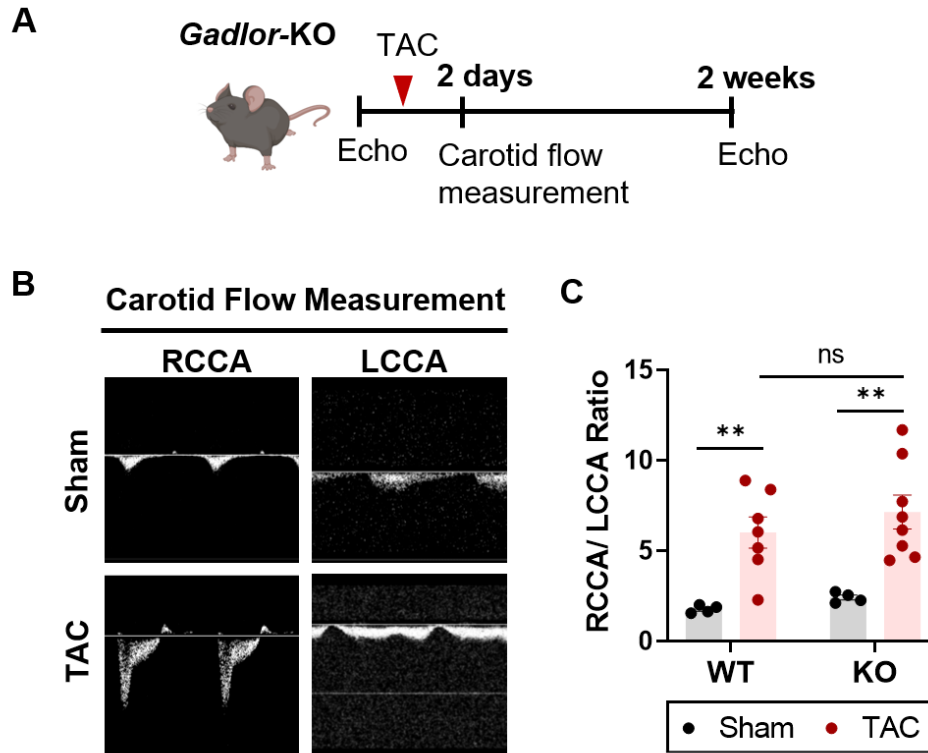 A
Gadlor-KO
TAC
2 days
2 weeks
Echo
Carotid flow
measurement
Echo
B
Carotid Flow Measurement
RCCA
LCCA
Sham
TAC
C
RCCA/ LCCA Ratio
15
10
5
0
ns
**
**
WT
KO
Sham
TAC